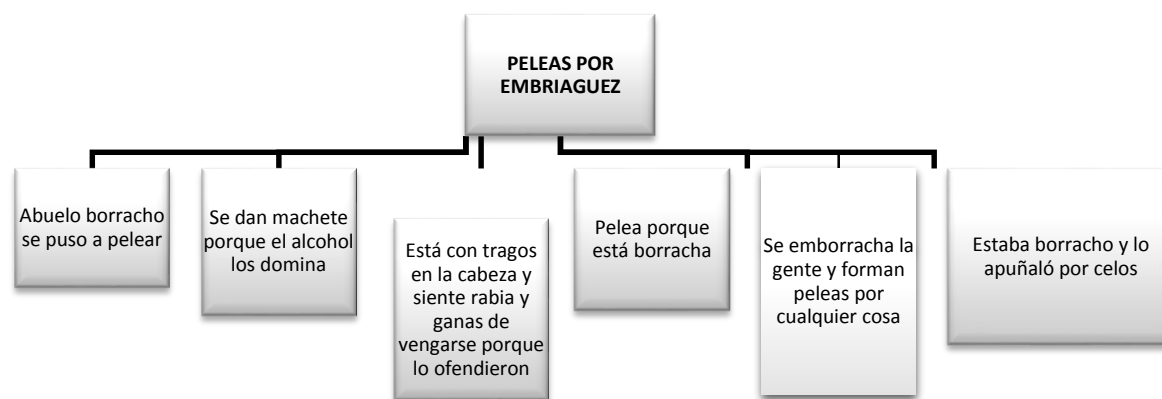 PELEAS POR
EMBRIAGUEZ
Abuelo borracho
se puso a pelear
Se dan machete
porque el alcohol
los domina
Está con tragos
en la cabeza y
siente rabia y
ganas de
vengarse porque
lo ofendieron
Pelea porque
está borracha
Se emborracha la
gente y forman
peleas por
cualquier cosa
Estaba borracho y lo
apuñaló por celos